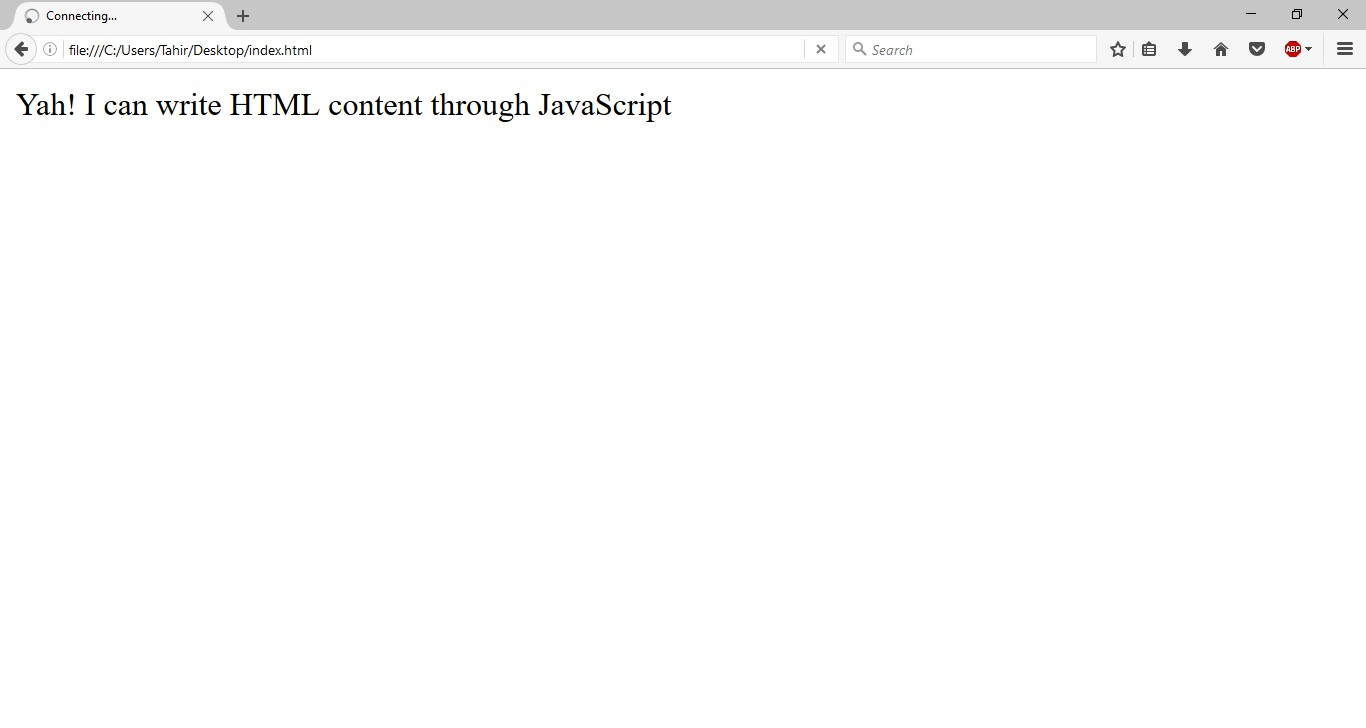 Connecting...
file:///C:/Users/Tahir/Desktop/index.html
Search
ABP
Yah! I can write HTML content through JavaScript